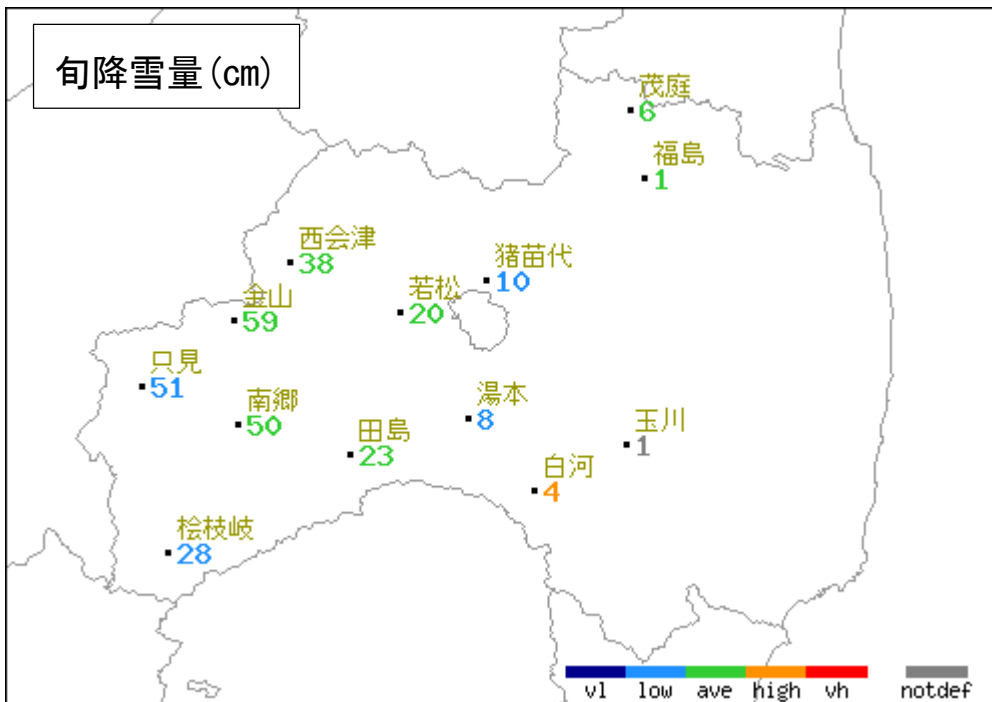 旬降雪量(cm)
茂庭
6
福島
1
西会津
38
猪苗代
10
若松
20
金山
59
只見
51
南郷
50
湯本
8
田島
23
玉川
1
白河
4
桧枝岐
28
vl low ave high vh notdef